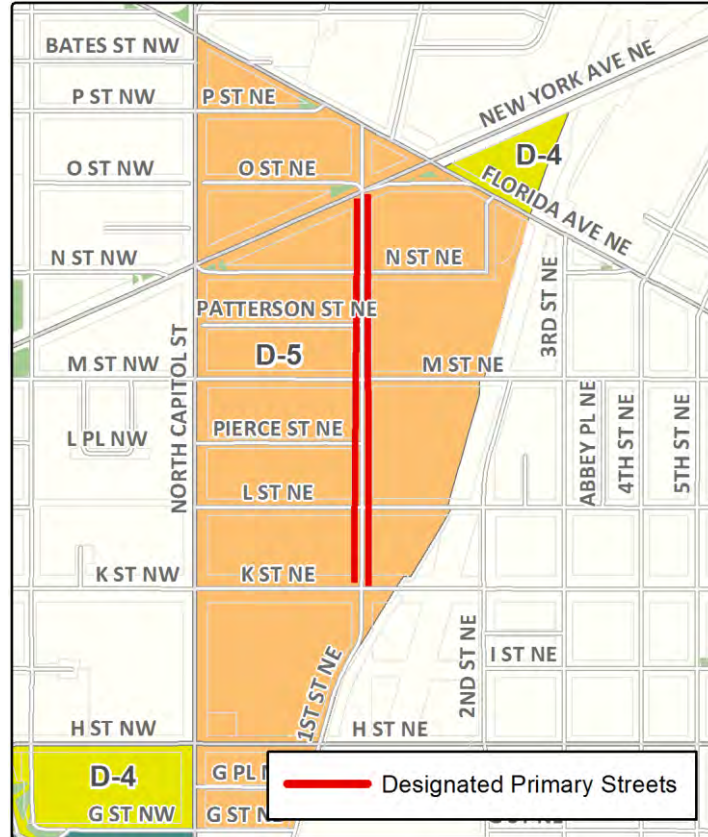 BATES ST NW
P ST NW
P ST NE
NEW YORK AVE NE
O ST NW
O ST NE
D-4
FLORIDA AVE NE
N ST NW
N ST NE
3RD ST NE
PATTERSON ST NE
D-5
M ST NW
M ST NE
NORTH CAPITOL ST
L PL NW
PIERCE ST NE
ABBEY PL NE
4TH ST NE
5TH ST NE
L ST NE
K ST NW
K ST NE
2ND ST NE
I ST NE
1ST ST NE
H ST NW
H ST NE
D-4
G PL
G ST NW
G ST NE
Designated Primary Streets